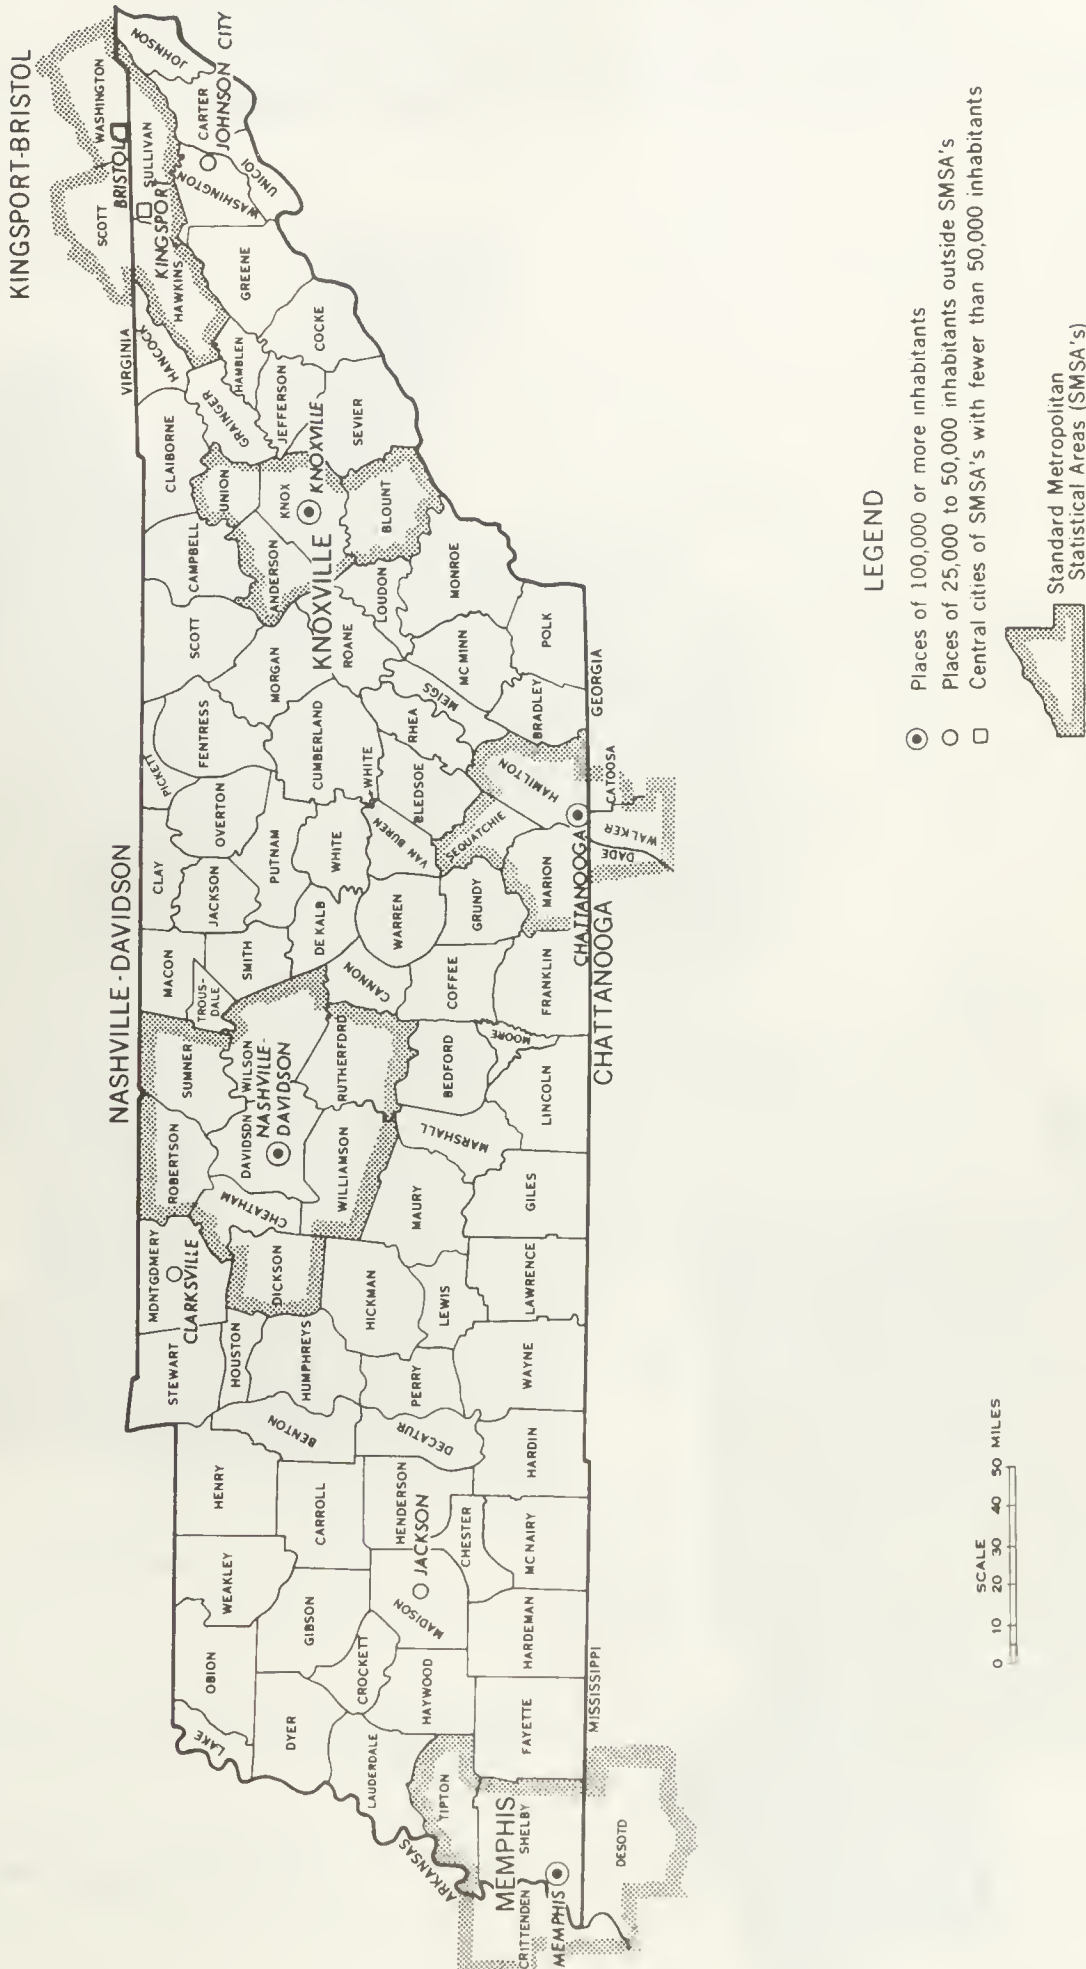 KINGSPORT-BRISTOL
NASHVILLE-DAVIDSON
VIRGINIA
SCOTT
WASHINGTON
BRISTOL
KINGSPORT
SULLIVAN
JOHNSON
CARTER
JOHNSON CITY
WASHINGTON
UNICOI
HAWKINS
HANCOCK
GREENE
HAMBLEN
COCKE
CLAIBORNE
GRAINGER
JEFFERSON
SEVIER
UNION
KNOX
KNOXVILLE
KNOXVILLE
BLOUNT
CAMPBELL
ANDERSON
LOUDON
MONROE
SCOTT
MORGAN
ROANE
MC MINN
POLK
MEIGS
BRADLEY
GEORGIA
PICKETT
FENTRESS
CUMBERLAND
RHEA
HAMILTON
OVERTON
WHITE
BLEDSOE
SEQUATCHIE
CATOOSA
WALKER
DADE
CLAY
JACKSON
PUTNAM
WHITE
VAN BUREN
MARION
CHATTANOOGA
CHATTANOOGA
MACON
TROUS-
DALE
SMITH
DE KALB
WARREN
GRUNDY
CANNON
COFFEE
FRANKLIN
SUMNER
WILSON
NASHVILLE-
DAVIDSON
RUTHERFDRD
BEDFORD
MOORE
LINCOLN
ROBERTSON
DAVIDSDN
CHEATHAM
WILLIAMSON
MARSHALL
MAURY
GILES
MDNTGDMERY
CLARKSVILLE
DICKSON
HICKMAN
LEWIS
LAWRENCE
STEWART
HOUSTON
HUMPHREYS
PERRY
WAYNE
BENTON
DECATUR
HARDIN
HENRY
CARROLL
HENDERSON
JACKSON
CHESTER
MC NAIRY
WEAKLEY
GIBSON
MADISON
HARDEMAN
OBION
CROCKETT
HAYWOOD
FAYETTE
MISSISSIPPI
LAKE
DYER
LAUDERDALE
TIPTON
ARKANSAS
MEMPHIS
SHELBY
CRITTENDEN
MEMPHIS
DESOTD
LEGEND
Places of 100,000 or more inhabitants
Places of 25,000 to 50,000 inhabitants outside SMSA's
Central cities of SMSA's with fewer than 50,000 inhabitants
Standard Metropolitan
Statistical Areas (SMSA's)
SCALE
0 10 20 30 40 50 MILES